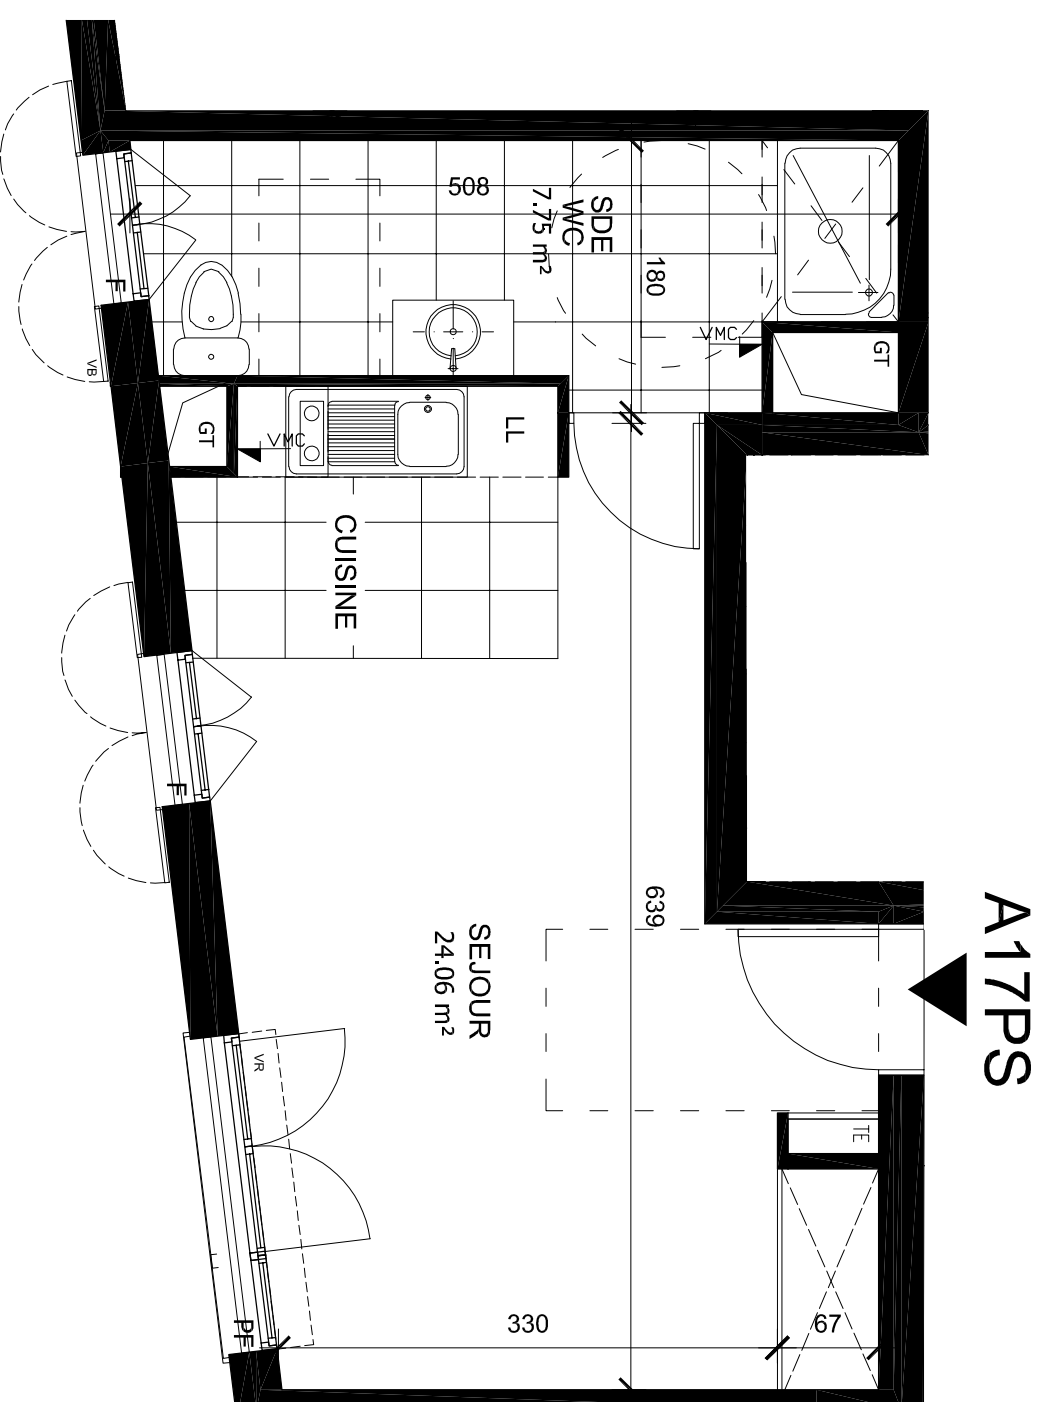 508
SDE
WC
7.75 m²
180
VMC
GT
F
VB
GT
VMC
LL
CUISINE
F
639
A17PS
SEJOUR
24.06 m²
VR
TE
330
67
PF